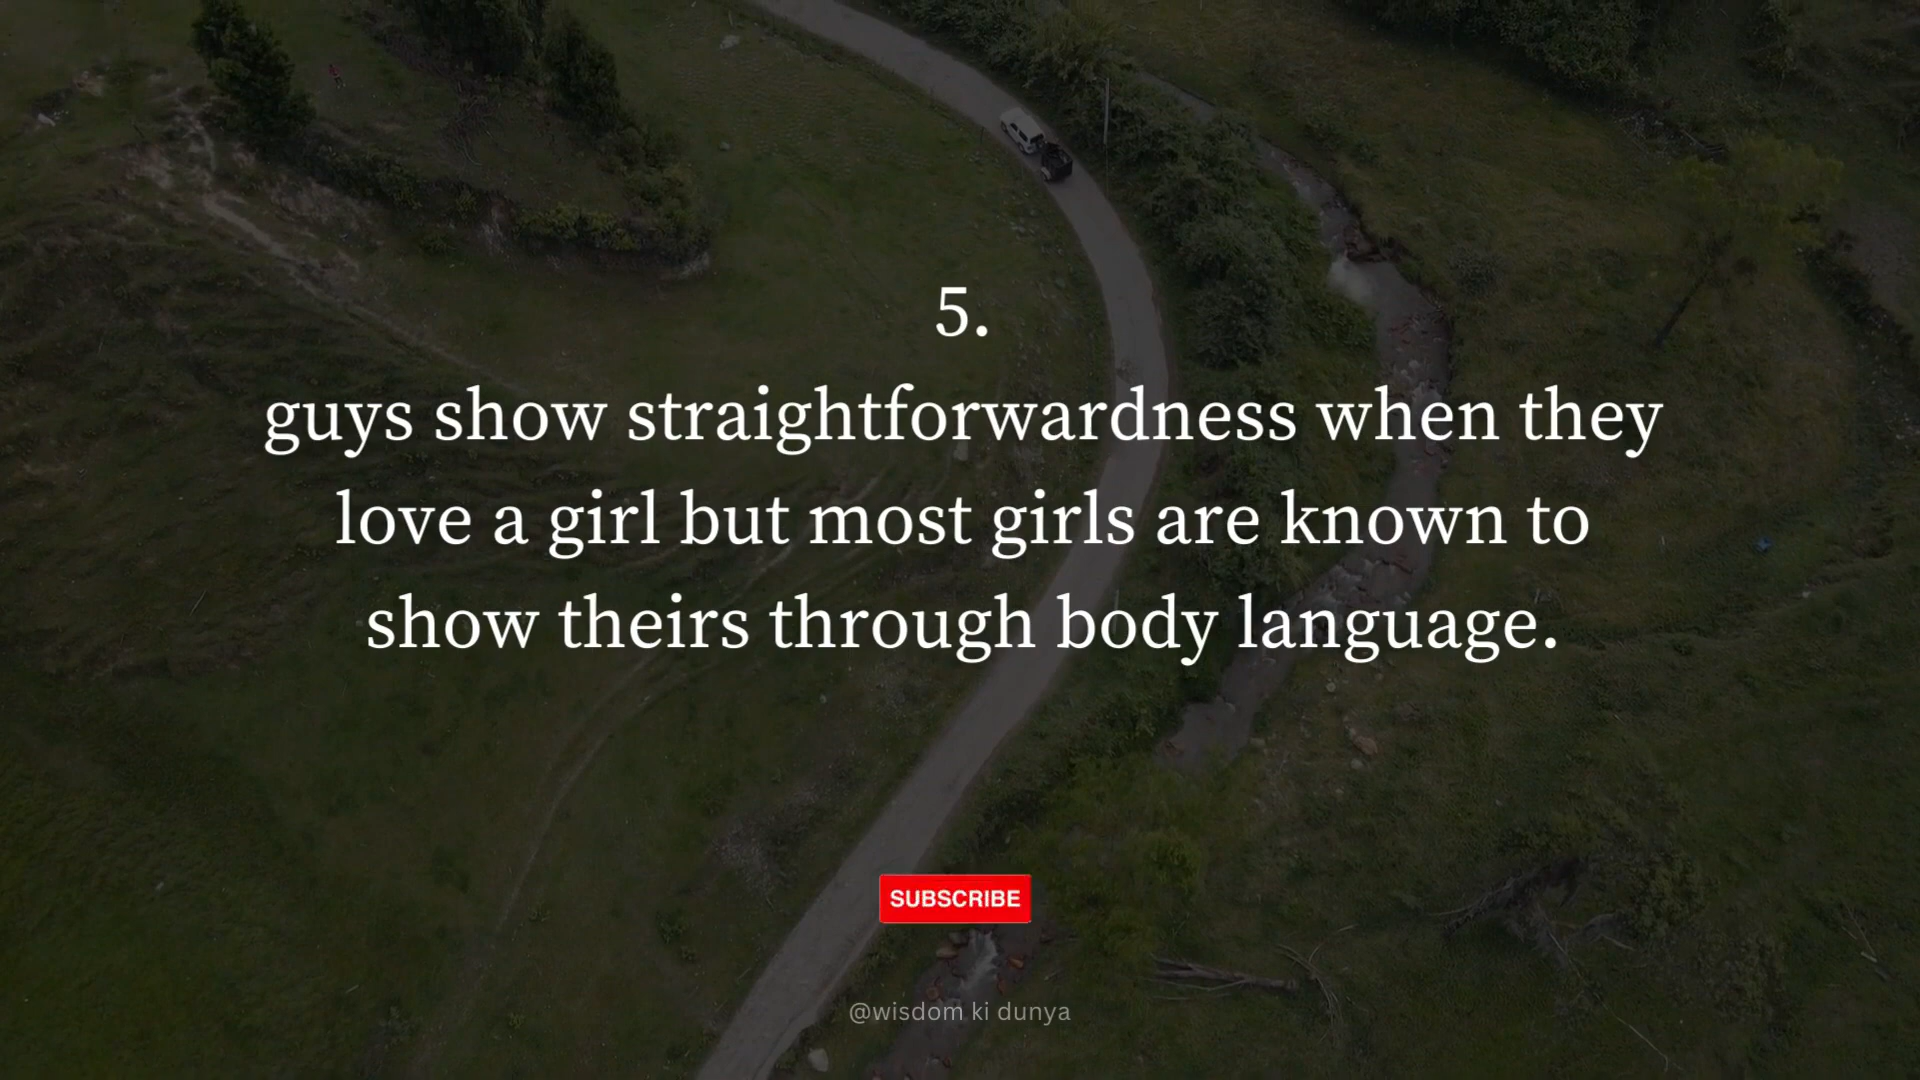 5.
guys show straightforwardness when they
love a girl but most girls are known to
show theirs through body language.
SUBSCRIBE
@wisdom ki dunya